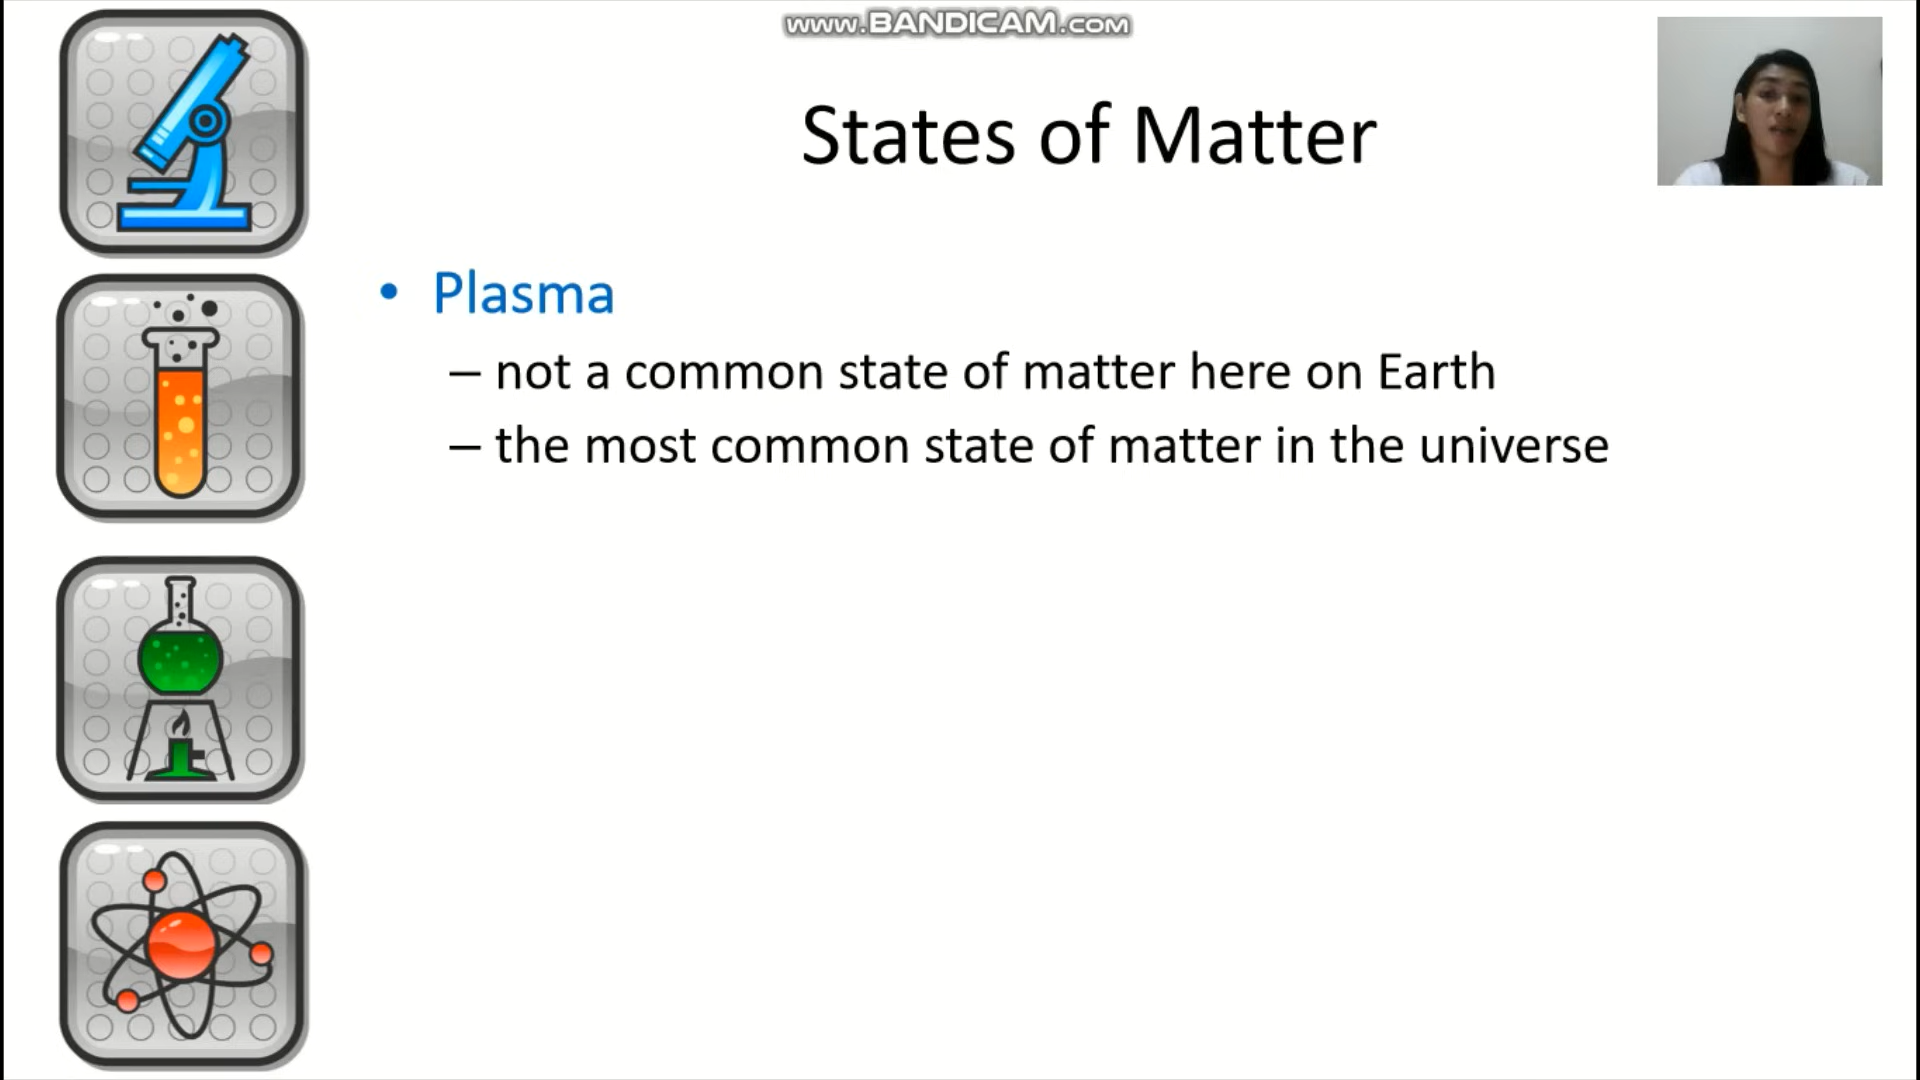 www.BANDICAM.com
States of Matter
• Plasma
– not a common state of matter here on Earth
– the most common state of matter in the universe